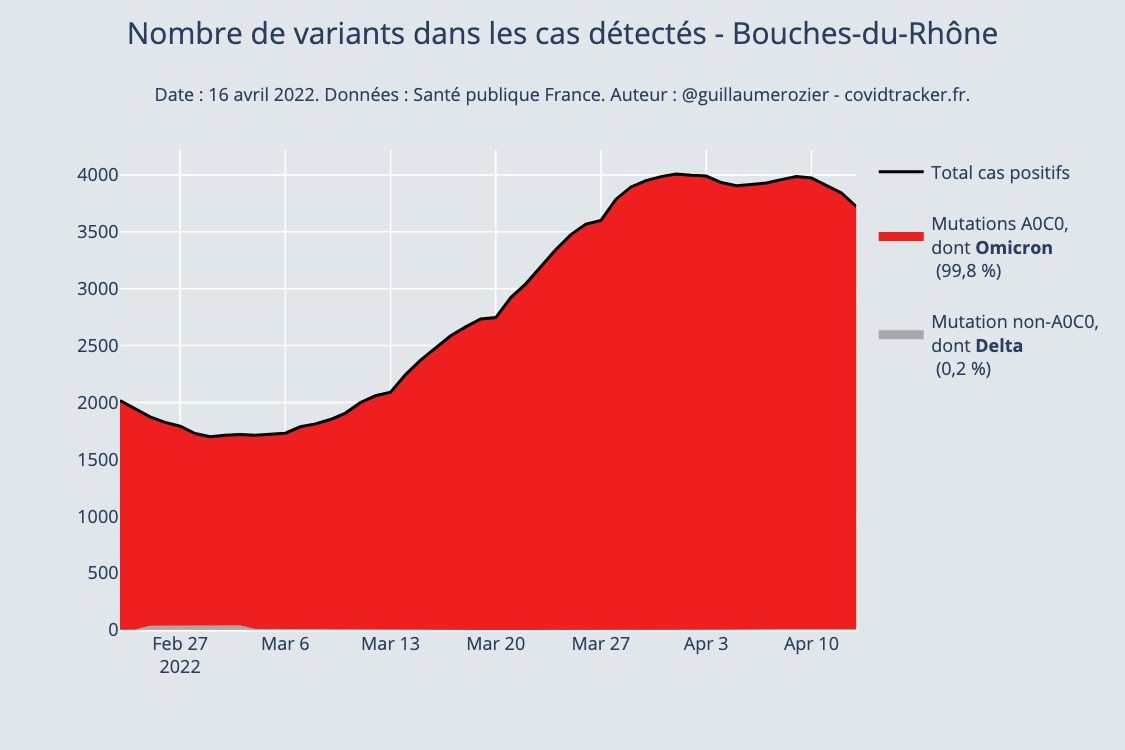 Nombre de variants dans les cas détectés - Bouches-du-Rhône
Date : 16 avril 2022. Données : Santé publique France. Auteur : @guillaumerozier - covidtracker.fr.
4000
3500
3000
2500
2000
1500
1000
500
0
Feb 27
2022
Mar 6
Mar 13
Mar 20
Mar 27
Apr 3
Apr 10
Total cas positifs
Mutations A0C0,
dont Omicron
(99,8 %)
Mutation non-A0C0,
dont Delta
(0,2 %)